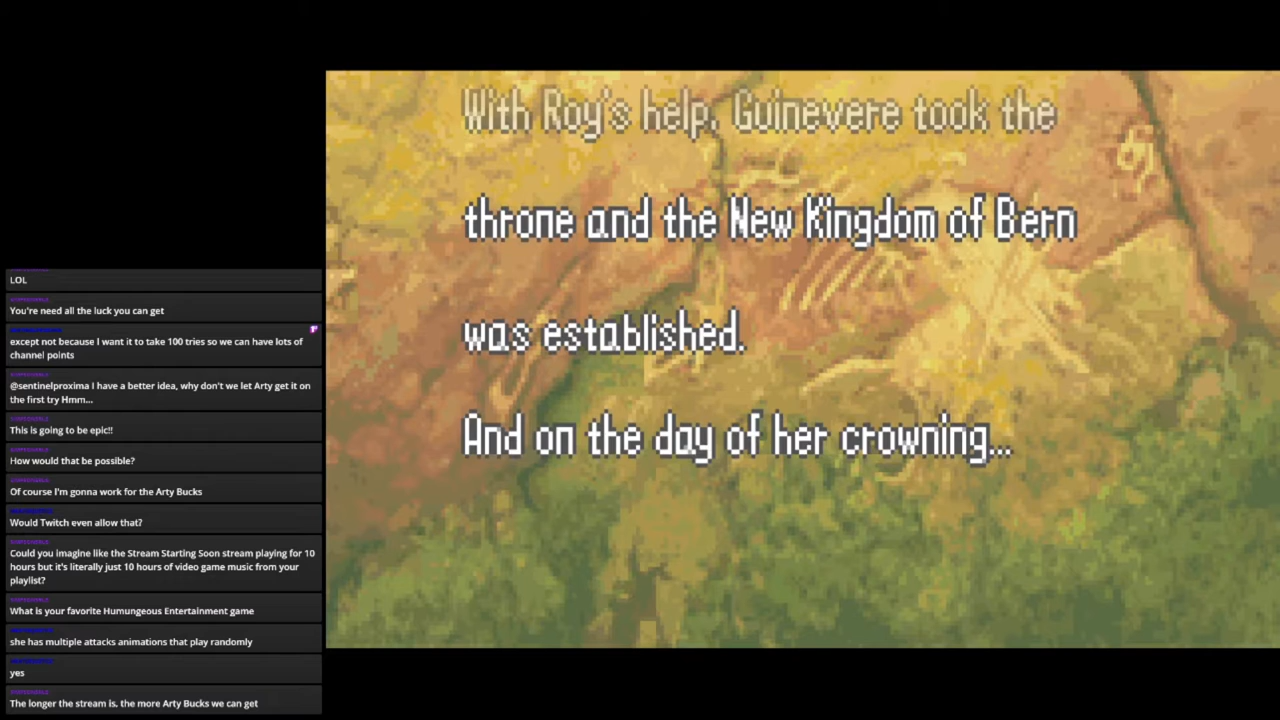 LOL
You're need all the luck you can get
except not because I want it to take 100 tries so we can have lots of
channel points
@sentinelproxima I have a better idea, why don't we let Arty get it on
the first try Hmm...
This is going to be epic!!
How would that be possible?
Of course I'm gonna work for the Arty Bucks
Would Twitch even allow that?
Could you imagine like the Stream Starting Soon stream playing for 10
hours but it's literally just 10 hours of video game music from your
playlist?
What is your favorite Humungeous Entertainment game
she has multiple attacks animations that play randomly
yes
The longer the stream is, the more Arty Bucks we can get
With Roy's help, Guinevere took the
throne and the New Kingdom of Bern
was established.
And on the day of her crowning...